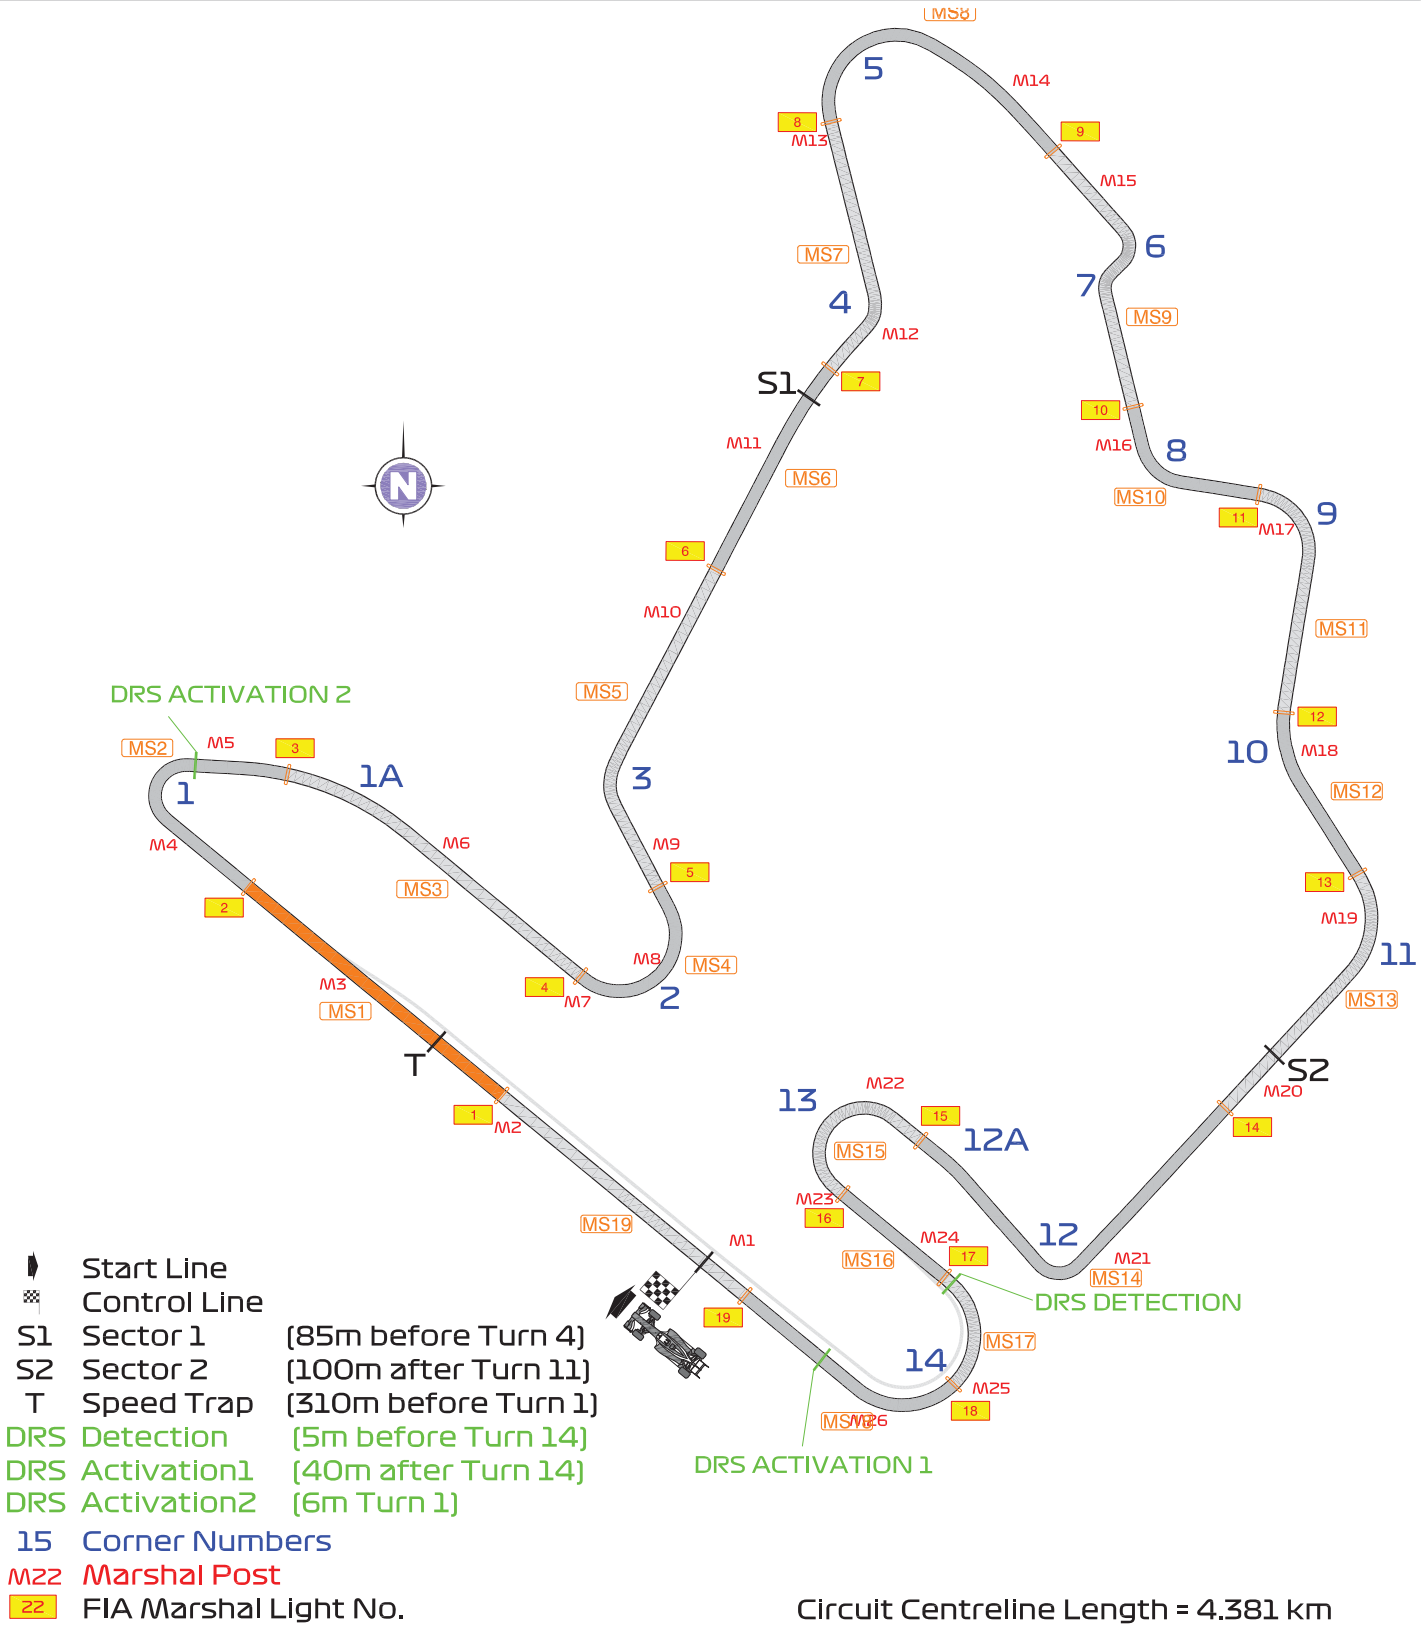 MS8
5
M14
8
9
M13
M15
6
MS7
7
4
MS9
M12
S1
7
10
M11
M16
8
MS6
MS10
N
11
9
M17
6
M10
MS11
DRS ACTIVATION 2
MS5
12
MS2
M5
3
10
M18
1A
3
1
MS12
M4
M6
M9
5
13
MS3
2
M19
4
M8
MS4
11
M7
2
M3
MS1
MS13
T
S2
M22
M20
13
1
M2
15
14
12A
MS15
M23
16
MS19
M24
12
M1
17
M21
MS16
MS14
Start Line
DRS DETECTION
Control Line
19
MS17
S1 Sector 1 (85m before Turn 4)
14
S2 Sector 2 (100m after Turn 11)
M25
T Speed Trap (310m before Turn 1)
18
M26
DRS Detection (5m before Turn 14)
DRS ACTIVATION 1
DRS Activation1 (40m after Turn 14)
DRS Activation2 (6m Turn 1)
15 Corner Numbers
M22 Marshal Post
22 FIA Marshal Light No.
Circuit Centreline Length = 4.381 km